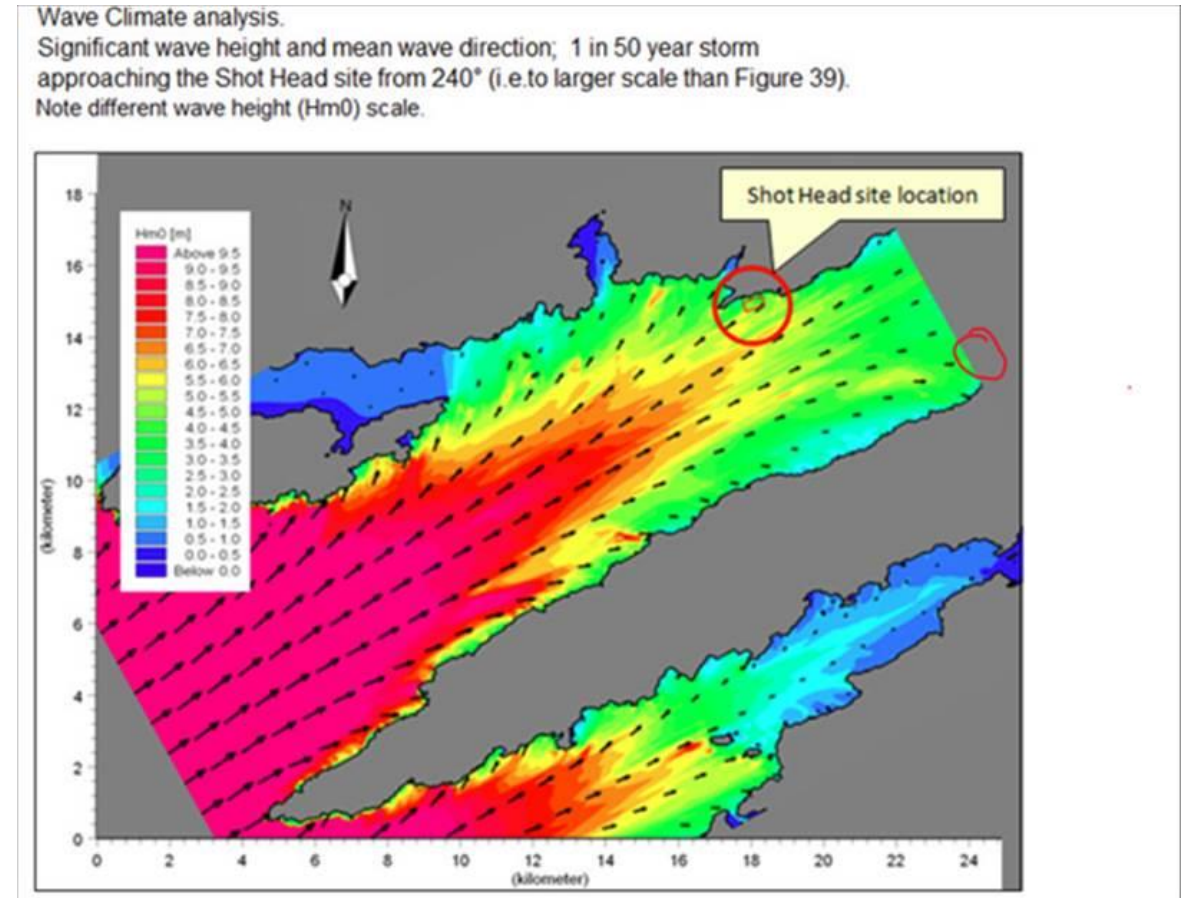 Wave Climate analysis.
Significant wave height and mean wave direction; 1 in 50 year storm
approaching the Shot Head site from 240° (i.e.to larger scale than Figure 39).
Note different wave height (Hm0) scale.
Shot Head site location
N
Hm0 [m]
Above 9.5
9.0 - 9.5
8.5 - 9.0
8.0 - 8.5
7.5 - 8.0
7.0 - 7.5
6.5 - 7.0
6.0 - 6.5
5.5 - 6.0
5.0 - 5.5
4.5 - 5.0
4.0 - 4.5
3.5 - 4.0
3.0 - 3.5
2.5 - 3.0
2.0 - 2.5
1.5 - 2.0
1.0 - 1.5
0.5 - 1.0
0.0 - 0.5
Below 0.0
18
16
14
12
10
8
6
4
2
0
(kilometer)
0 2 4 6 8 10 12 14 16 18 20 22 24
(kilometer)